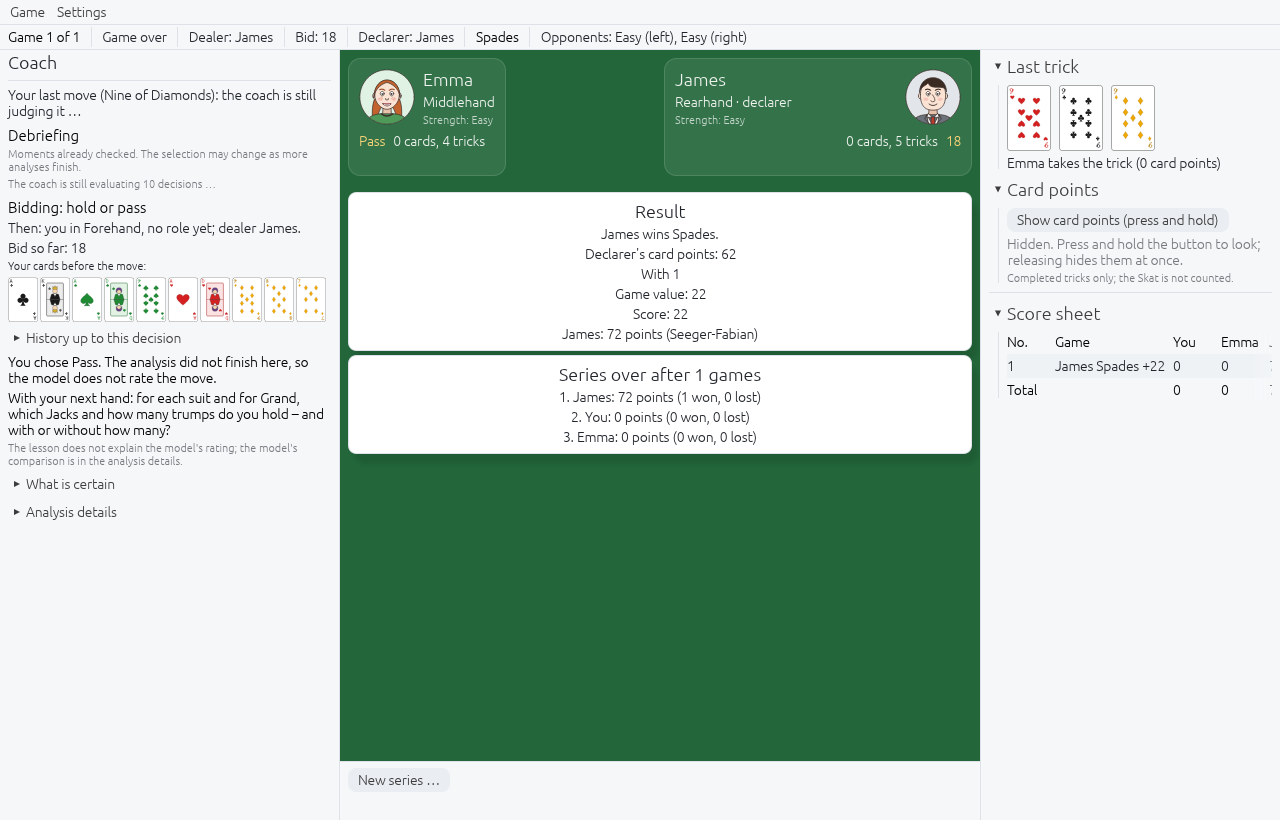 Game Settings
Game 1 of 1 Game over Dealer: James Bid: 18 Declarer: James Spades Opponents: Easy (left), Easy (right)
Coach
Your last move (Nine of Diamonds): the coach is still
judging it …
Debriefing
Moments already checked. The selection may change as more
analyses finish.
The coach is still evaluating 10 decisions …
Bidding: hold or pass
Then: you in Forehand, no role yet; dealer James.
Bid so far: 18
Your cards before the move:
History up to this decision
You chose Pass. The analysis did not finish here, so
the model does not rate the move.
With your next hand: for each suit and for Grand,
which Jacks and how many trumps do you hold – and
with or without how many?
The lesson does not explain the model's rating; the model's
comparison is in the analysis details.
What is certain
Analysis details
Emma
Middlehand
Strength: Easy
Pass 0 cards, 4 tricks
James
Rearhand · declarer
Strength: Easy
0 cards, 5 tricks 18
Result
James wins Spades.
Declarer's card points: 62
With 1
Game value: 22
Score: 22
James: 72 points (Seeger-Fabian)
Series over after 1 games
1. James: 72 points (1 won, 0 lost)
2. You: 0 points (0 won, 0 lost)
3. Emma: 0 points (0 won, 0 lost)
New series …
Last trick
9 9 9
Emma takes the trick (0 card points)
Card points
Show card points (press and hold)
Hidden. Press and hold the button to look;
releasing hides them at once.
Completed tricks only; the Skat is not counted.
Score sheet
No. Game You Emma
1 James Spades +22 0 0
Total 0 0